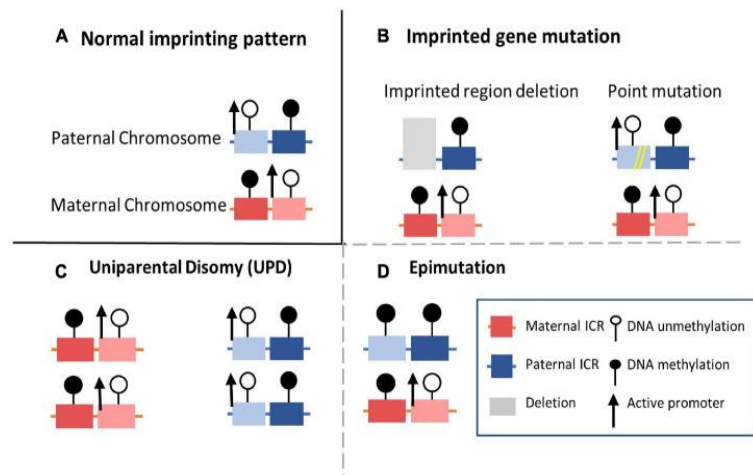 A Normal imprinting pattern
Paternal Chromosome
Maternal Chromosome
B Imprinted gene mutation
Imprinted region deletion
Point mutation
C Uniparental Disomy (UPD)
D Epimutation
Maternal ICR
DNA unmethylation
Paternal ICR
DNA methylation
Deletion
Active promoter